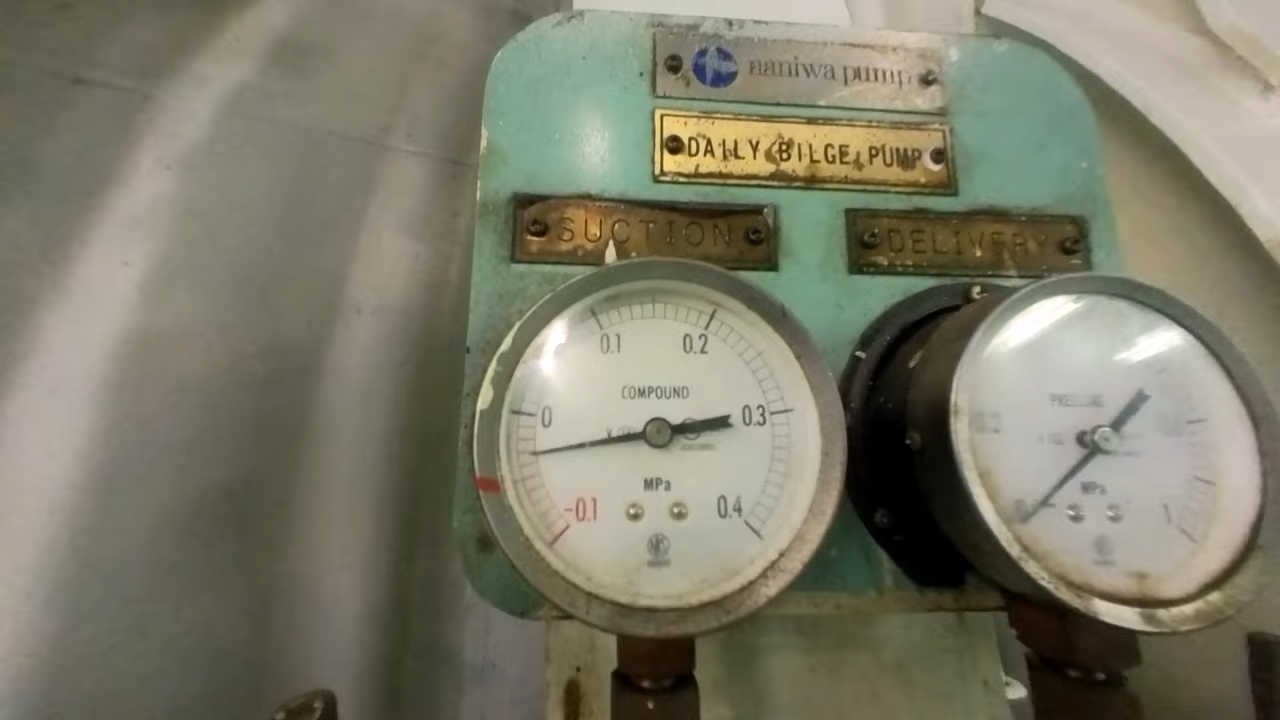 naniwa pump
DAILY BILGE PUMP
SUCTION
DELIVERY
0.1
0.2
COMPOUND
0
0.3
MPa
-0.1
0.4
PRESSURE
MPa